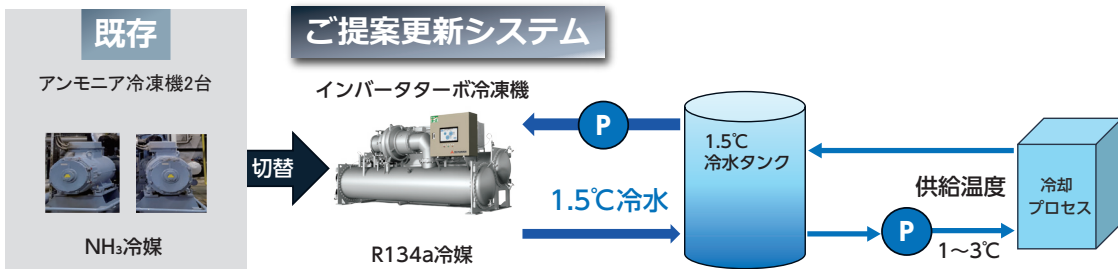 既存
アンモニア冷凍機2台
NH₃冷媒
切替
ご提案更新システム
インバータターボ冷凍機
R134a冷媒
P
1.5℃冷水
1.5℃
冷水タンク
供給温度
P
1～3℃
冷却
プロセス